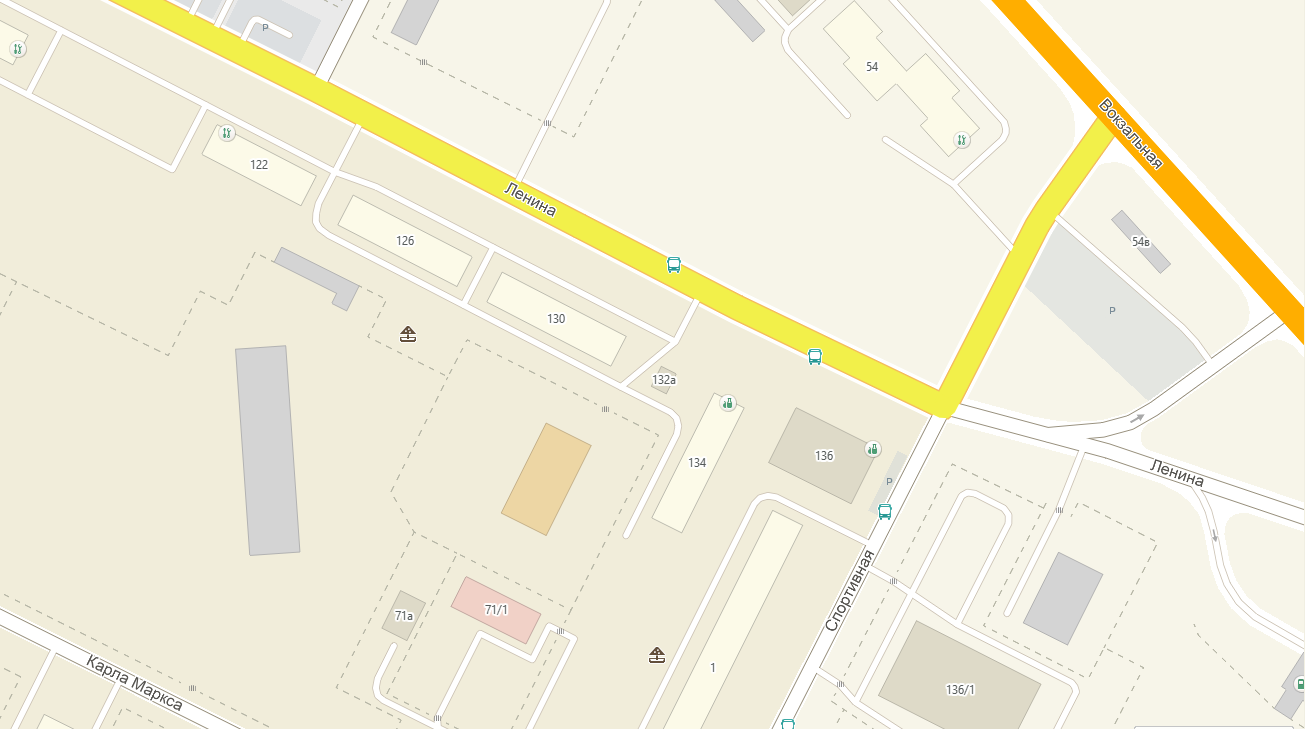 P
54
Вокзальная
122
Ленина
126
54в
P
130
132а
136
134
Ленина
P
Спортивная
71/1
71а
1
Карла Маркса
136/1